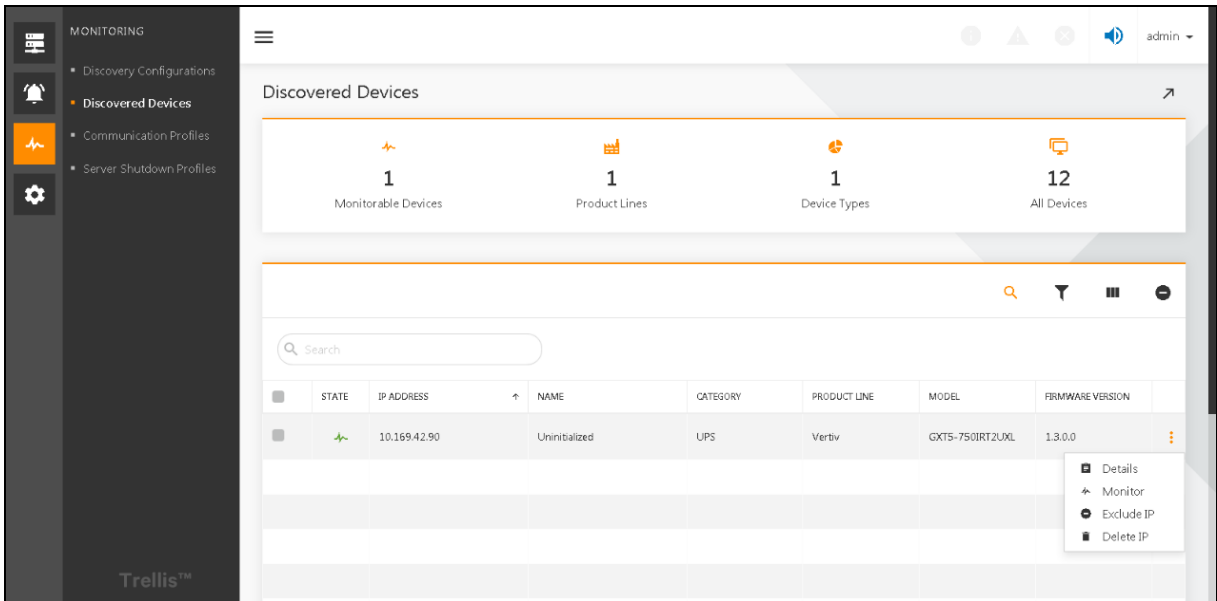 MONITORING
Discovery Configurations
Discovered Devices
Communication Profiles
Server Shutdown Profiles
Trellis™
admin
Discovered Devices
1
Monitorable Devices
1
Product Lines
1
Device Types
12
All Devices
Search
STATE IP ADDRESS NAME CATEGORY PRODUCT LINE MODEL FIRMWARE VERSION
10.169.42.90 Uninitialized UPS Vertiv GXT5-750IRT2UXL 1.3.0.0
Details
Monitor
Exclude IP
Delete IP